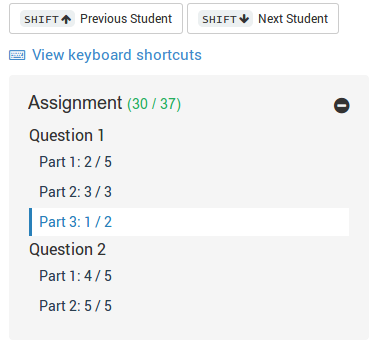 SHIFT Previous Student SHIFT Next Student
View keyboard shortcuts
Assignment (30 / 37)
Question 1
Part 1: 2 / 5
Part 2: 3 / 3
Part 3: 1 / 2
Question 2
Part 1: 4 / 5
Part 2: 5 / 5